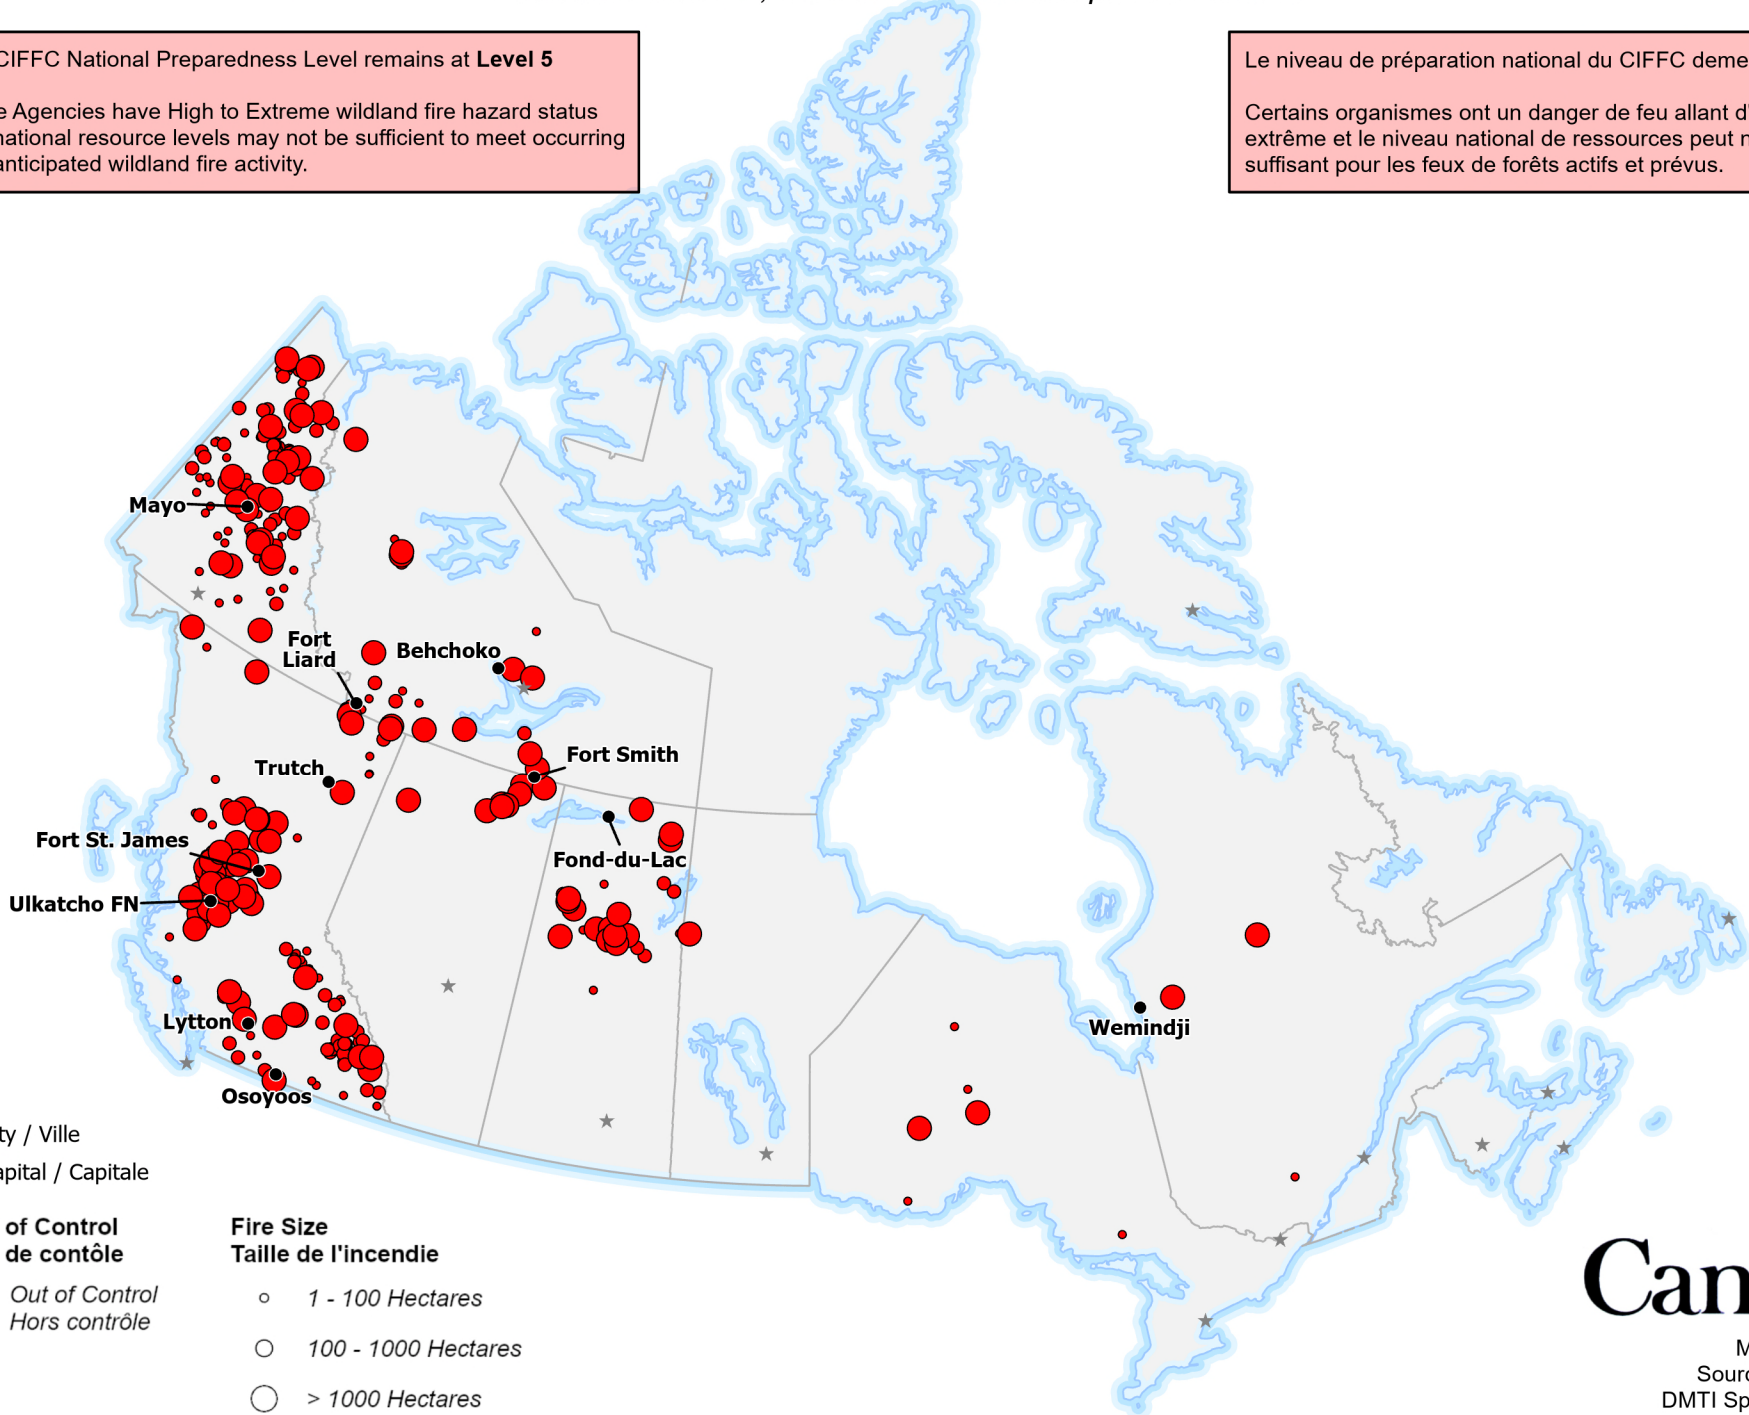 CIFFC National Preparedness Level remains at Level 5
Agencies have High to Extreme wildland fire hazard status
national resource levels may not be sufficient to meet occurring
anticipated wildland fire activity.
Le niveau de préparation national du CIFFC deme
Certains organismes ont un danger de feu allant d'
extrême et le niveau national de ressources peut
suffisant pour les feux de forêts actifs et prévus.
Mayo
Fort
Liard
Behchoko
Trutch
Fort Smith
Fort St. James
Fond-du-Lac
Ulkatcho FN
Lytton
Wemindji
Osoyoos
ty / Ville
apital / Capitale
of Control
de contôle
Out of Control
Hors contrôle
Fire Size
Taille de l'incendie
1 - 100 Hectares
100 - 1000 Hectares
> 1000 Hectares
Can
M
Sourc
DMTI Sp